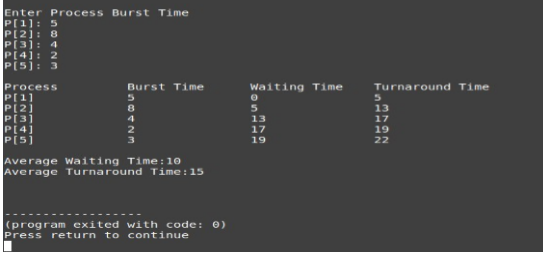 Enter Process Burst Time
P[1]: 5
P[2]: 8
P[3]: 4
P[4]: 2
P[5]: 3
Process Burst Time Waiting Time Turnaround Time
P[1] 5 0 5
P[2] 8 5 13
P[3] 4 13 17
P[4] 2 17 19
P[5] 3 19 22
Average Waiting Time:10
Average Turnaround Time:15
------------------
(program exited with code: 0)
Press return to continue